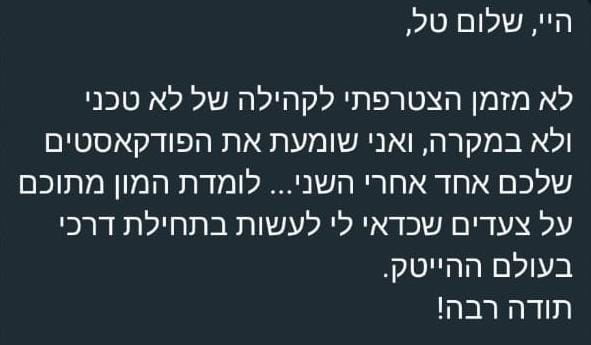 היי, שלום טל,
לא מזמן הצטרפתי לקהילה של לא טכני
ולא במקרה, ואני שומעת את הפודקאסטים
שלכם אחד אחרי השני... לומדת המון מתוכם
על צעדים שכדאי לי לעשות בתחילת דרכי
בעולם ההייטק.
תודה רבה!